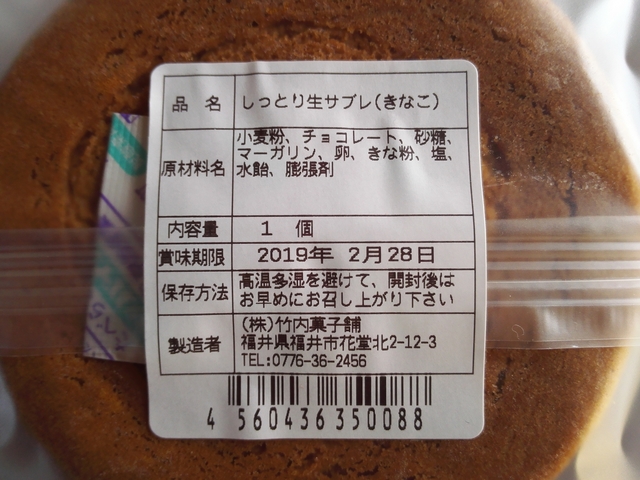 品名 しっとり生サブレ(きなこ)
原材料名 小麦粉、チョコレート、砂糖、
マーガリン、卵、きな粉、塩、
水飴、膨張剤
内容量 1 個
賞味期限 2019年 2月28日
保存方法 高温多湿を避けて、開封後は
お早めにお召し上がり下さい
製造者 (株)竹内菓子舗
福井県福井市花堂北2-12-3
TEL:0776-36-2456
4 560436 350088